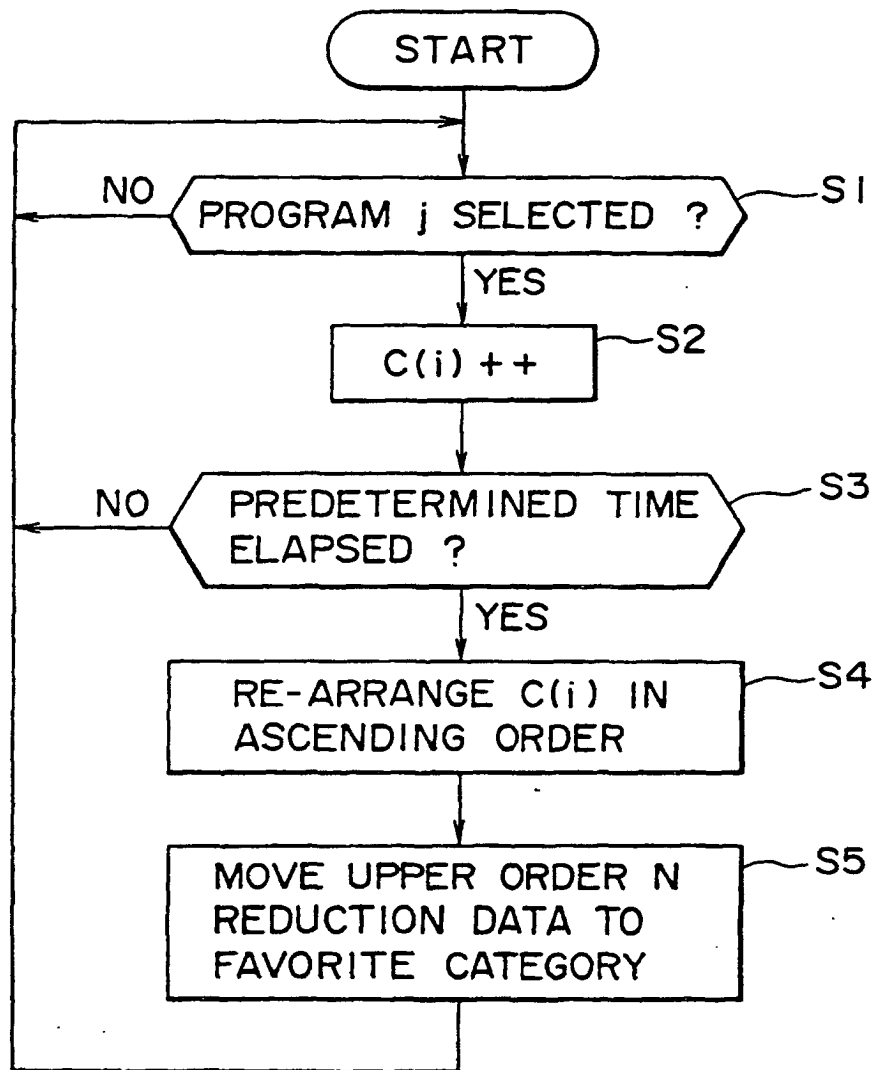 START
NO
PROGRAM j SELECTED ?
S1
YES
C(i) ++
S2
NO
PREDETERMINED TIME
ELAPSED ?
S3
YES
RE-ARRANGE C(i) IN
ASCENDING ORDER
S4
MOVE UPPER ORDER N
REDUCTION DATA TO
FAVORITE CATEGORY
S5